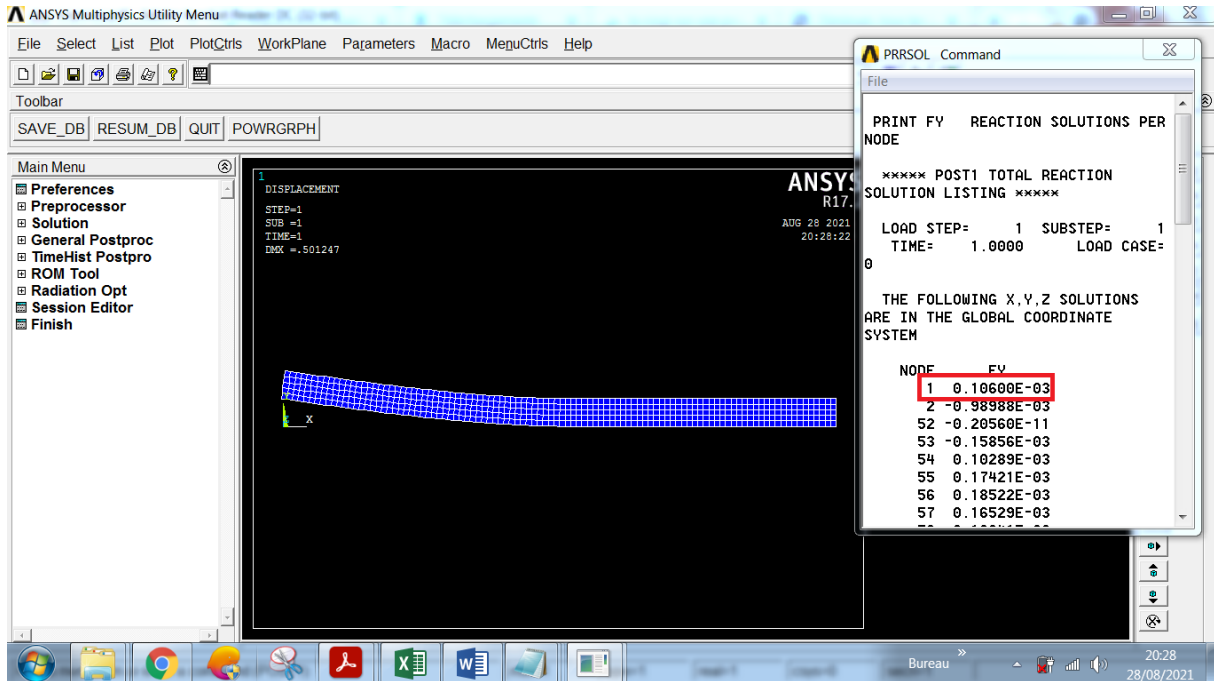 ANSYS Multiphysics Utility Menu
File Select List Plot PlotCtrls WorkPlane Parameters Macro MenuCtrls Help
Toolbar
SAVE_DB RESUM_DB QUIT POWRGRPH
Main Menu
Preferences
Preprocessor
Solution
General Postproc
TimeHist Postpro
ROM Tool
Radiation Opt
Session Editor
Finish
1
DISPLACEMENT
STEP=1
SUB =1
TIME=1
DMX =.501247
ANSYS
R17.
AUG 28 2021
20:28:22
X
PRRSOL Command
File
PRINT FY REACTION SOLUTIONS PER
NODE
***** POST1 TOTAL REACTION
SOLUTION LISTING *****
LOAD STEP= 1 SUBSTEP= 1
TIME= 1.0000 LOAD CASE=
0
THE FOLLOWING X,Y,Z SOLUTIONS
ARE IN THE GLOBAL COORDINATE
SYSTEM
NODE FY
1 0.10600E-03
2 -0.98988E-03
52 -0.20560E-11
53 -0.15856E-03
54 0.10289E-03
55 0.17421E-03
56 0.18522E-03
57 0.16529E-03
Bureau
20:28
28/08/2021